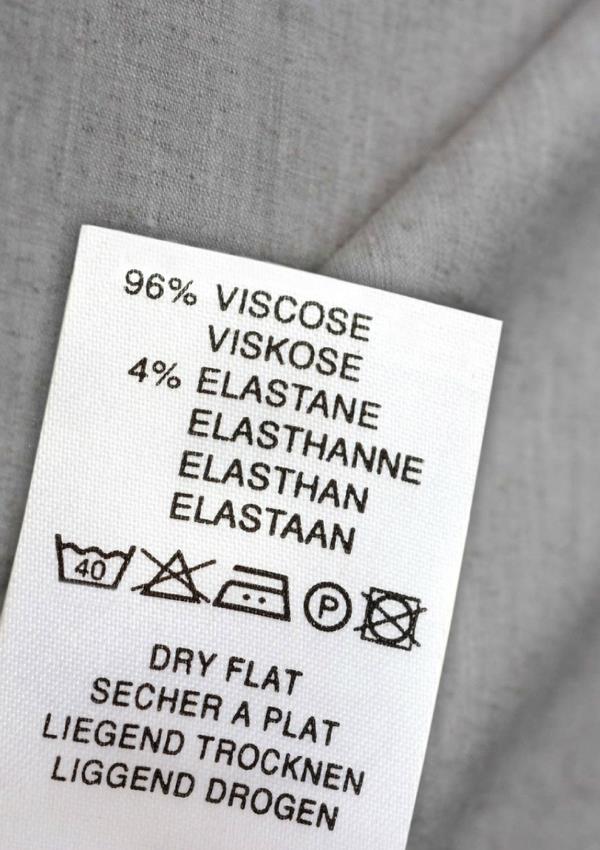 96% VISCOSE
VISKOSE
4% ELASTANE
ELASTHANNE
ELASTHAN
ELASTAAN
40 P
DRY FLAT
SECHER A PLAT
LIEGEND TROCKNEN
LIGGEND DROGEN